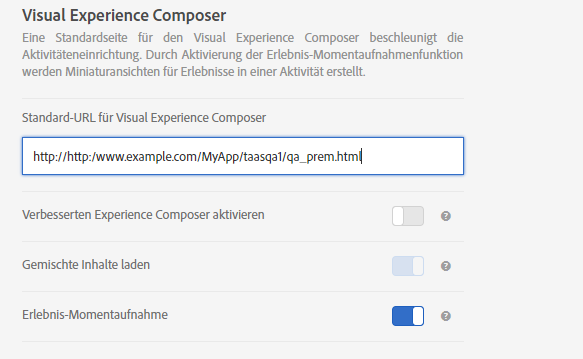 Visual Experience Composer
Eine Standardseite für den Visual Experience Composer beschleunigt die
Aktivitäteneinrichtung. Durch Aktivierung der Erlebnis-Momentaufnahmenfunktion
werden Miniaturansichten für Erlebnisse in einer Aktivität erstellt.
Standard-URL für Visual Experience Composer
http://http:/www.example.com/MyApp/taasqa1/qa_prem.html
Verbesserten Experience Composer aktivieren
?
Gemischte Inhalte laden
?
Erlebnis-Momentaufnahme
?